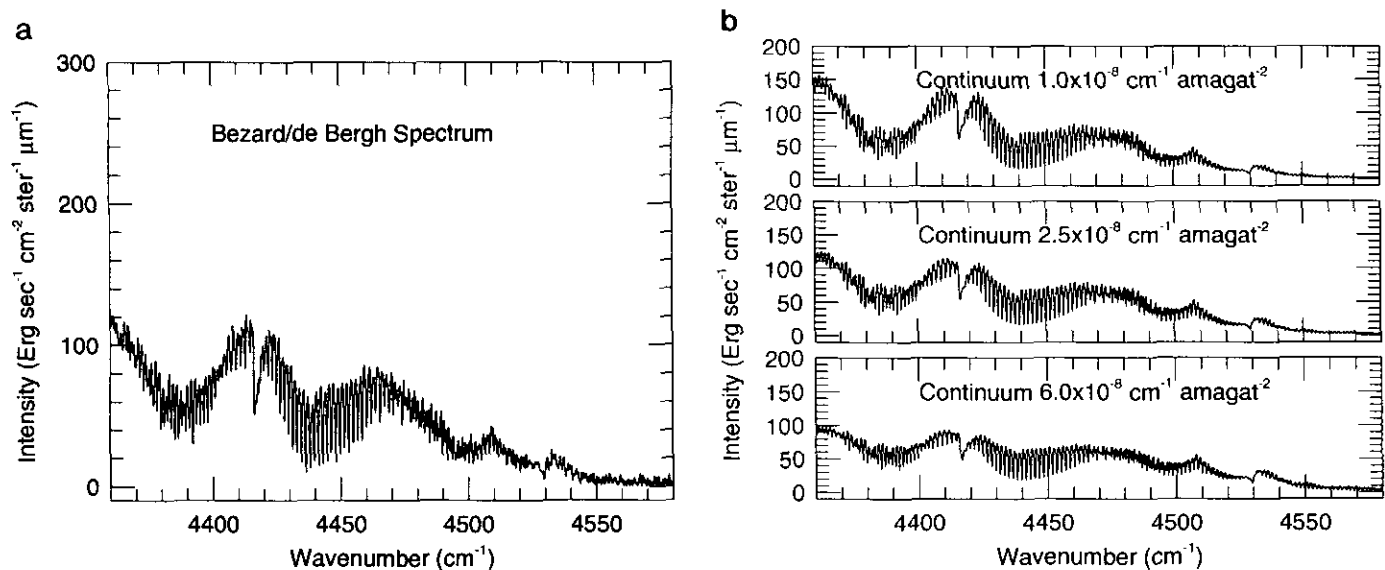 a
Bezard/de Bergh Spectrum
Intensity (Erg sec⁻¹ cm⁻² ster⁻¹ μm⁻¹)
300
200
100
0
4400
4450
4500
4550
Wavenumber (cm⁻¹)
b
Intensity (Erg sec⁻¹ cm⁻² ster⁻¹ μm⁻¹)
Continuum 1.0x10⁻⁸ cm⁻¹ amagat⁻²
200
150
100
50
0
Continuum 2.5x10⁻⁸ cm⁻¹ amagat⁻²
200
150
100
50
0
Continuum 6.0x10⁻⁸ cm⁻¹ amagat⁻²
200
150
100
50
0
4400
4450
4500
4550
Wavenumber (cm⁻¹)